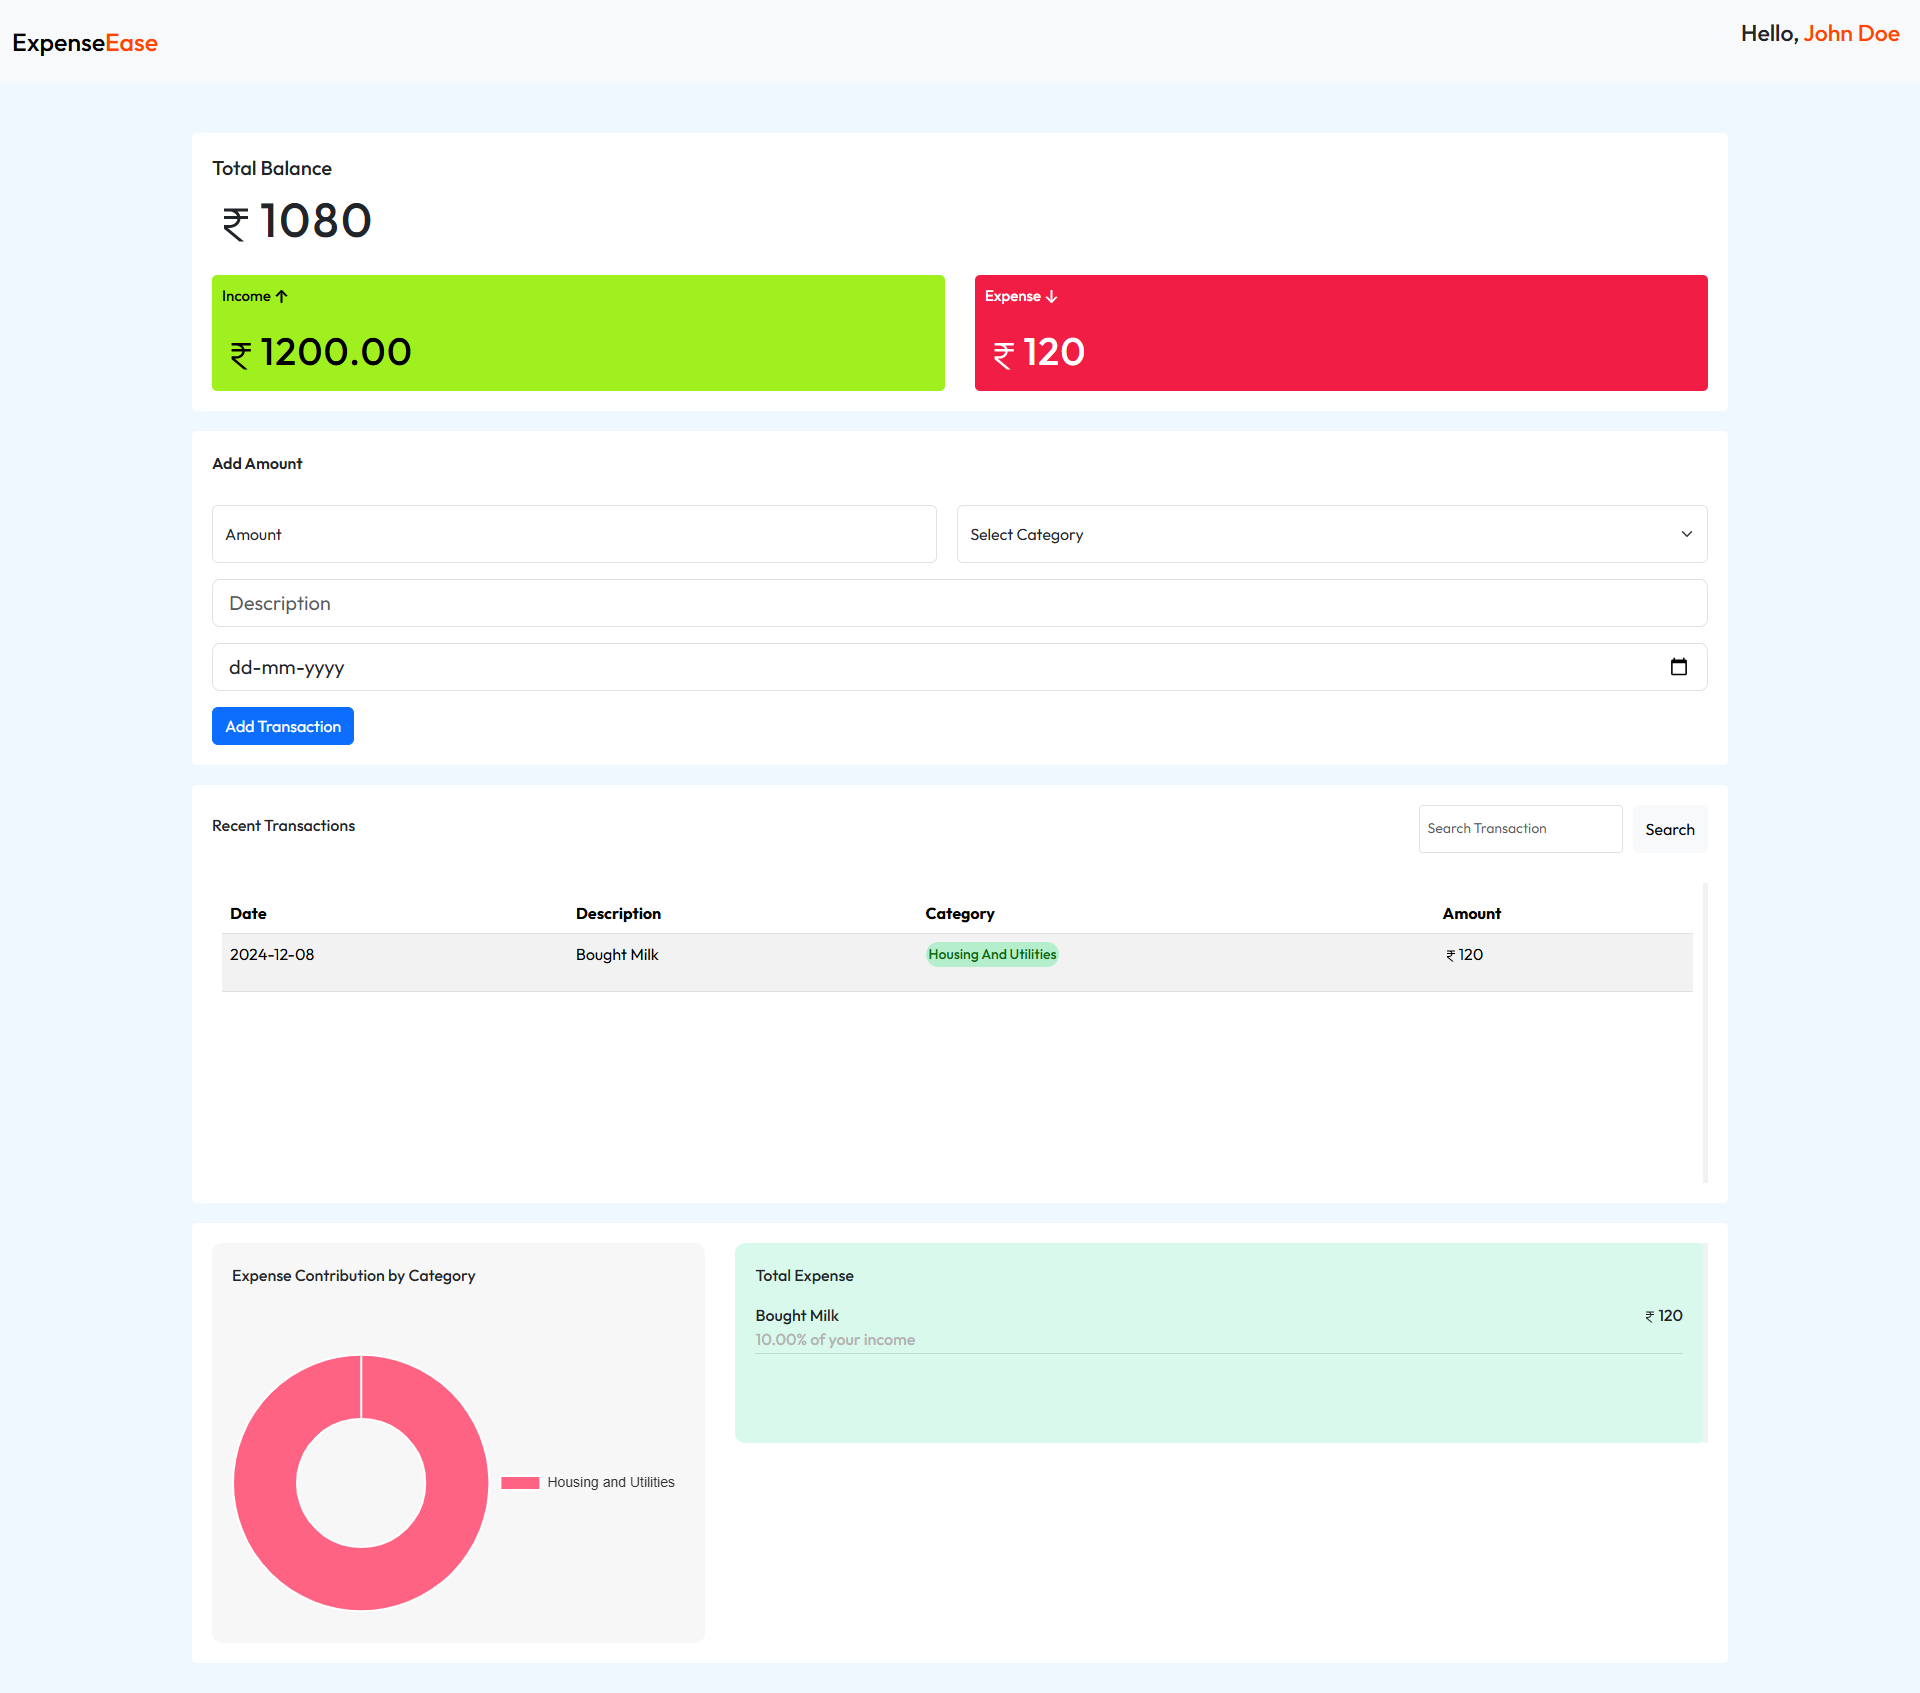 ExpenseEase
Hello, John Doe
Total Balance
₹ 1080
Income ↑
₹ 1200.00
Expense ↓
₹ 120
Add Amount
Amount
Select Category
Description
dd-mm-yyyy
Add Transaction
Recent Transactions
Search Transaction
Search
Date Description Category Amount
2024-12-08 Bought Milk Housing And Utilities ₹ 120
Expense Contribution by Category
Housing and Utilities
Total Expense
Bought Milk ₹ 120
10.00% of your income